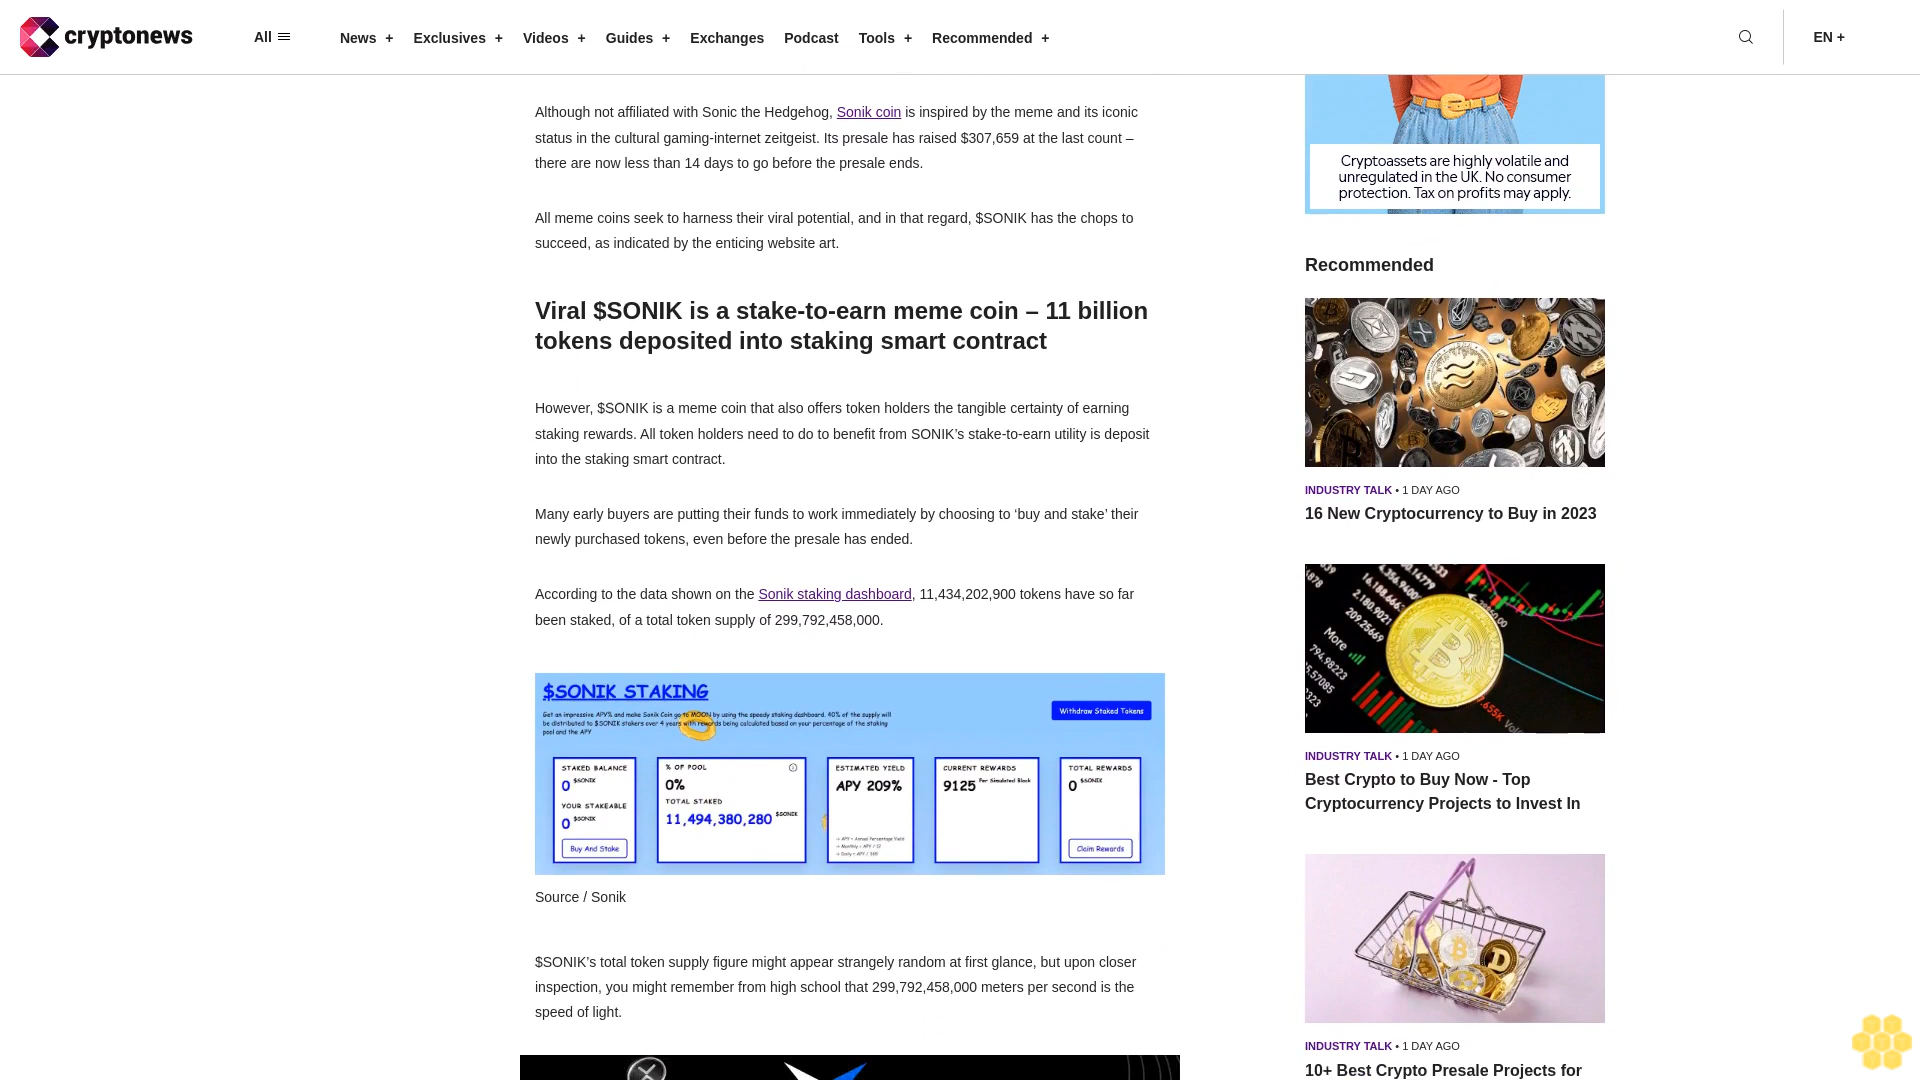 cryptonews
All
News +
Exclusives +
Videos +
Guides +
Exchanges
Podcast
Tools +
Recommended +
EN +
Although not affiliated with Sonic the Hedgehog, Sonik coin is inspired by the meme and its iconic
status in the cultural gaming-internet zeitgeist. Its presale has raised $307,659 at the last count –
there are now less than 14 days to go before the presale ends.
All meme coins seek to harness their viral potential, and in that regard, $SONIK has the chops to
succeed, as indicated by the enticing website art.
Viral $SONIK is a stake-to-earn meme coin – 11 billion
tokens deposited into staking smart contract
However, $SONIK is a meme coin that also offers token holders the tangible certainty of earning
staking rewards. All token holders need to do to benefit from SONIK’s stake-to-earn utility is deposit
into the staking smart contract.
Many early buyers are putting their funds to work immediately by choosing to ‘buy and stake’ their
newly purchased tokens, even before the presale has ended.
According to the data shown on the Sonik staking dashboard, 11,434,202,900 tokens have so far
been staked, of a total token supply of 299,792,458,000.
$SONIK STAKING
Get an impressive APY% and make Sonik Coin go to MOON by using the speedy staking dashboard. 40% of the supply will
be distributed to $SONIK stakers over 4 years with rewards being calculated based on your percentage of the staking
pool and the APY
Withdraw Staked Tokens
STAKED BALANCE
0 $SONIK
YOUR STAKEABLE
0 $SONIK
Buy And Stake
% OF POOL
0%
TOTAL STAKED
11,494,380,280 $SONIK
ESTIMATED YIELD
APY 209%
APY = Annual Percentage Yield
Monthly = APY / 12
Daily = APY / 365
CURRENT REWARDS
9125 Per Simulated Block
TOTAL REWARDS
0 $SONIK
Claim Rewards
Source / Sonik
$SONIK’s total token supply figure might appear strangely random at first glance, but upon closer
inspection, you might remember from high school that 299,792,458,000 meters per second is the
speed of light.
Cryptoassets are highly volatile and
unregulated in the UK. No consumer
protection. Tax on profits may apply.
Recommended
INDUSTRY TALK • 1 DAY AGO
16 New Cryptocurrency to Buy in 2023
More
INDUSTRY TALK • 1 DAY AGO
Best Crypto to Buy Now - Top
Cryptocurrency Projects to Invest In
INDUSTRY TALK • 1 DAY AGO
10+ Best Crypto Presale Projects for